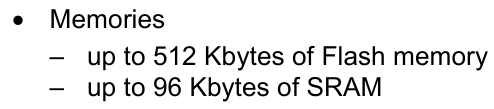 • Memories
– up to 512 Kbytes of Flash memory
– up to 96 Kbytes of SRAM